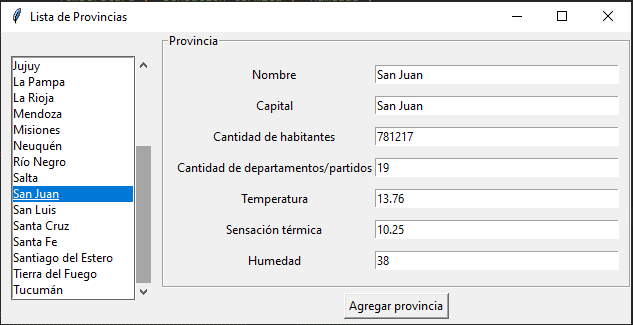 Lista de Provincias
Jujuy
La Pampa
La Rioja
Mendoza
Misiones
Neuquén
Río Negro
Salta
San Juan
San Luis
Santa Cruz
Santa Fe
Santiago del Estero
Tierra del Fuego
Tucumán
Provincia
Nombre San Juan
Capital San Juan
Cantidad de habitantes 781217
Cantidad de departamentos/partidos 19
Temperatura 13.76
Sensación térmica 10.25
Humedad 38
Agregar provincia